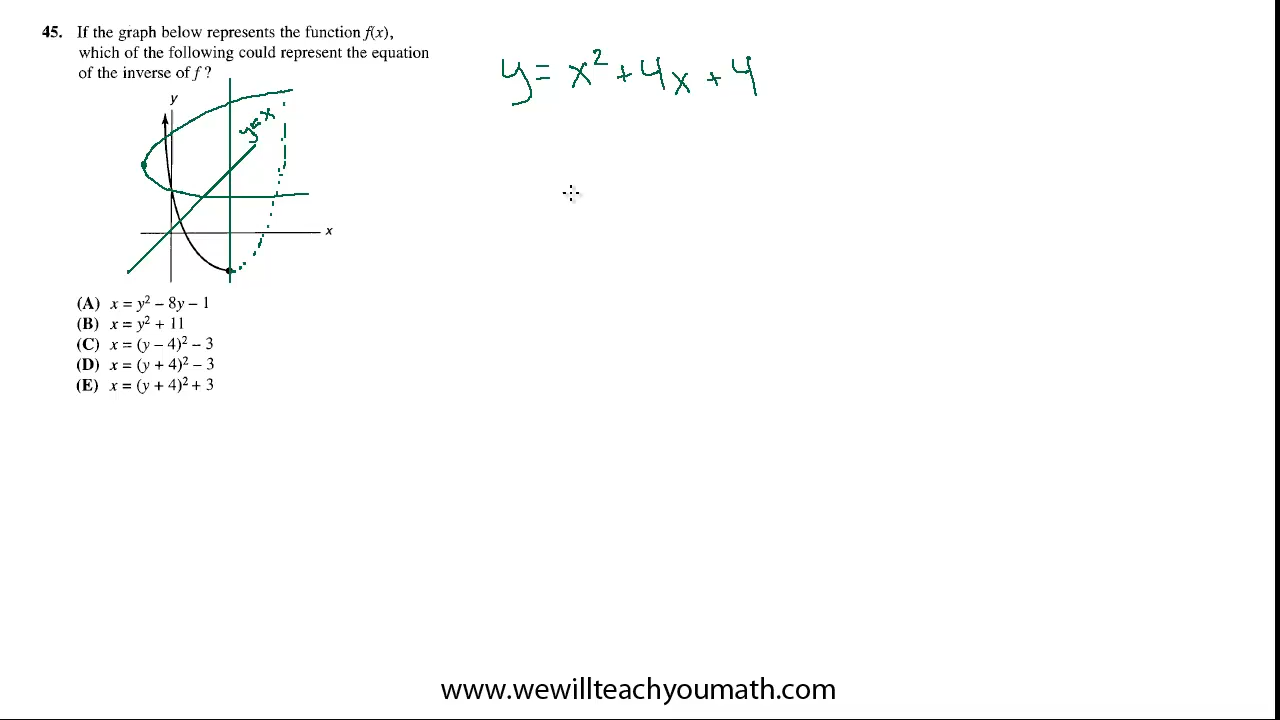 45. If the graph below represents the function f(x),
which of the following could represent the equation
of the inverse of f ?
y = x² + 4x + 4
y
y = x
x
(A) x = y² – 8y – 1
(B) x = y² + 11
(C) x = (y – 4)² – 3
(D) x = (y + 4)² – 3
(E) x = (y + 4)² + 3
www.wewillteachyoumath.com